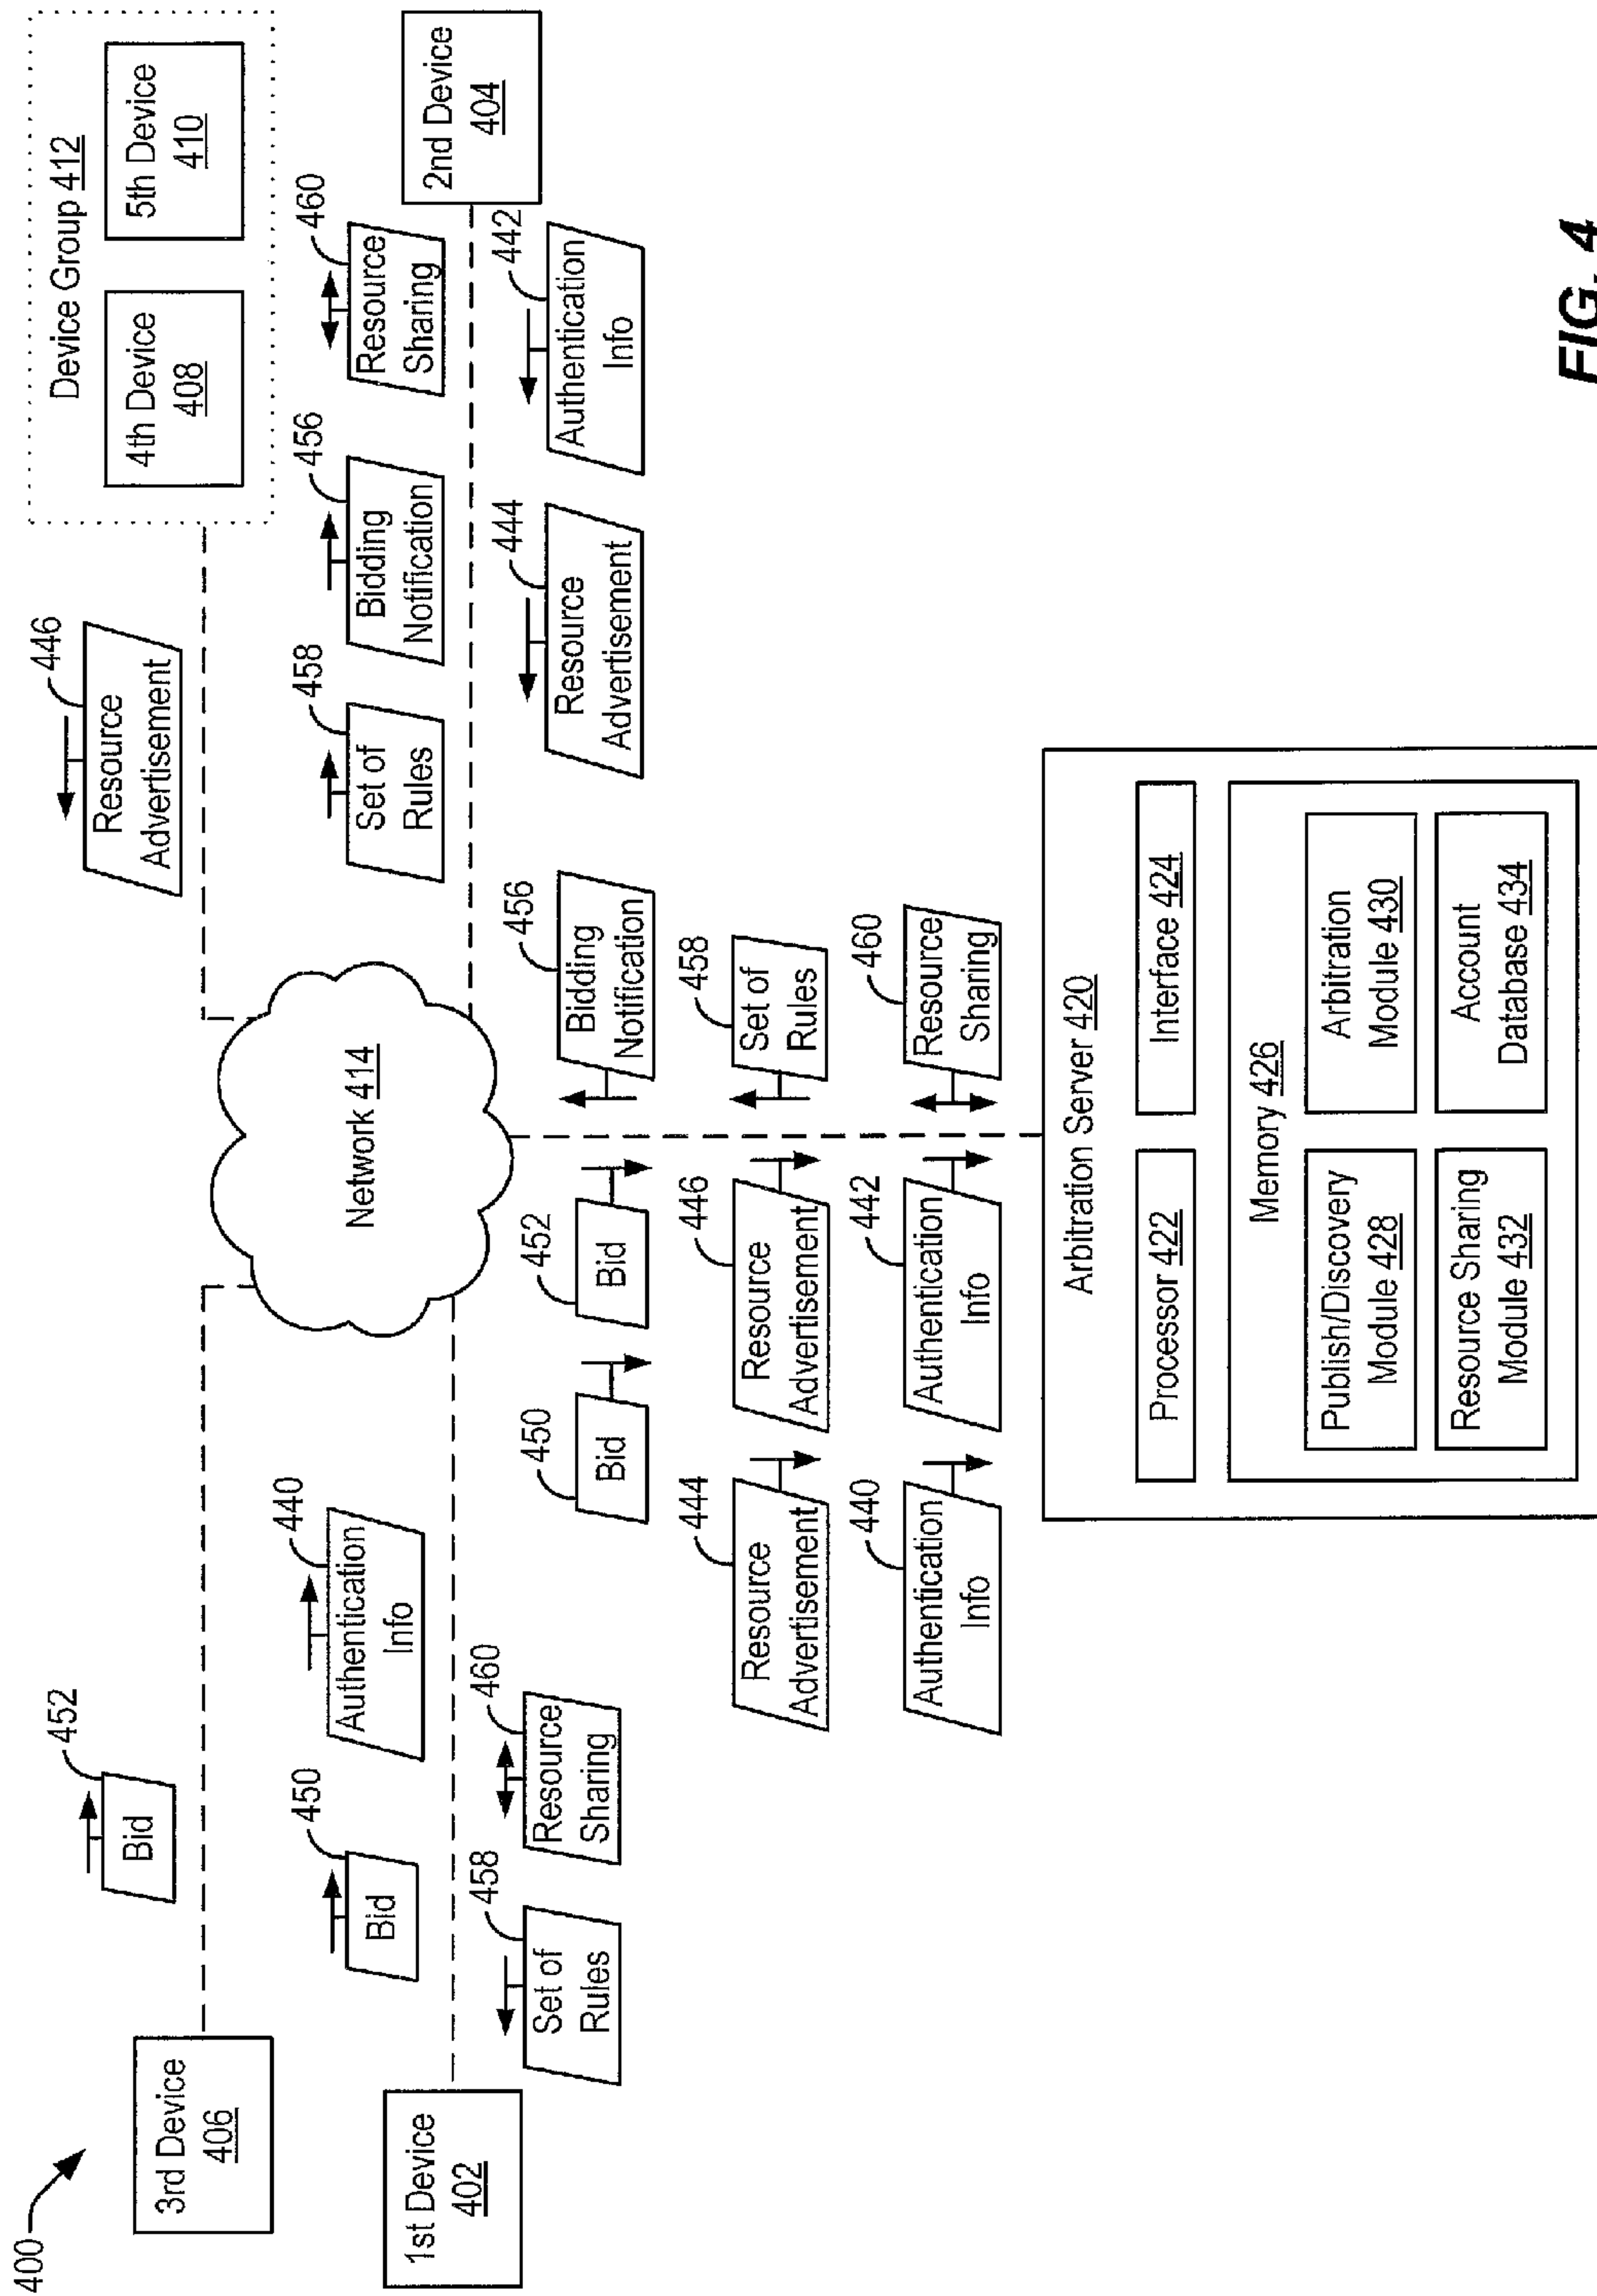 400
3rd Device
406
1st Device
402
452
Bid
450
Bid
440
Authentication
Info
458
Set of
Rules
460
Resource
Sharing
Network 414
446
Resource
Advertisement
Device Group 412
4th Device
408
5th Device
410
458
Set of
Rules
456
Bidding
Notification
460
Resource
Sharing
2nd Device
404
444
Resource
Advertisement
442
Authentication
Info
450
Bid
452
Bid
456
Bidding
Notification
444
Resource
Advertisement
446
Resource
Advertisement
458
Set of
Rules
440
Authentication
Info
442
Authentication
Info
460
Resource
Sharing
Arbitration Server 420
Processor 422
Interface 424
Memory 426
Publish/Discovery
Module 428
Arbitration
Module 430
Resource Sharing
Module 432
Account
Database 434
FIG. 4